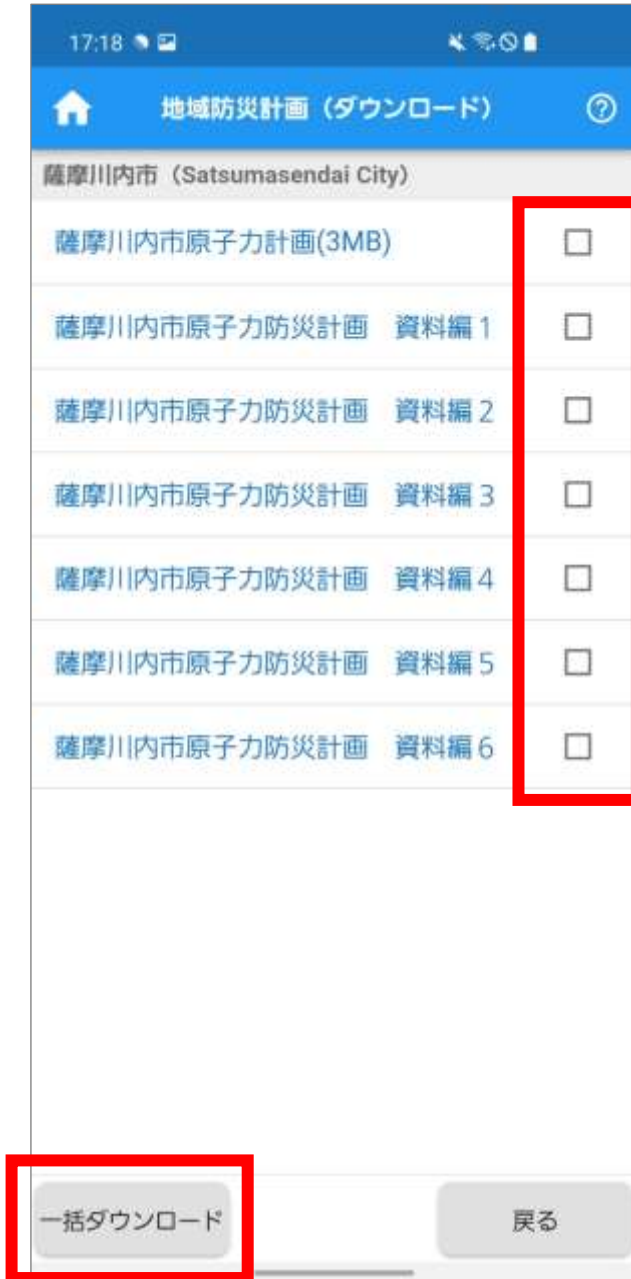 17:18
地域防災計画（ダウンロード）
薩摩川内市（Satsumasendai City）
薩摩川内市原子力計画(3MB)
薩摩川内市原子力防災計画　資料編１
薩摩川内市原子力防災計画　資料編２
薩摩川内市原子力防災計画　資料編３
薩摩川内市原子力防災計画　資料編４
薩摩川内市原子力防災計画　資料編５
薩摩川内市原子力防災計画　資料編６
一括ダウンロード
戻る